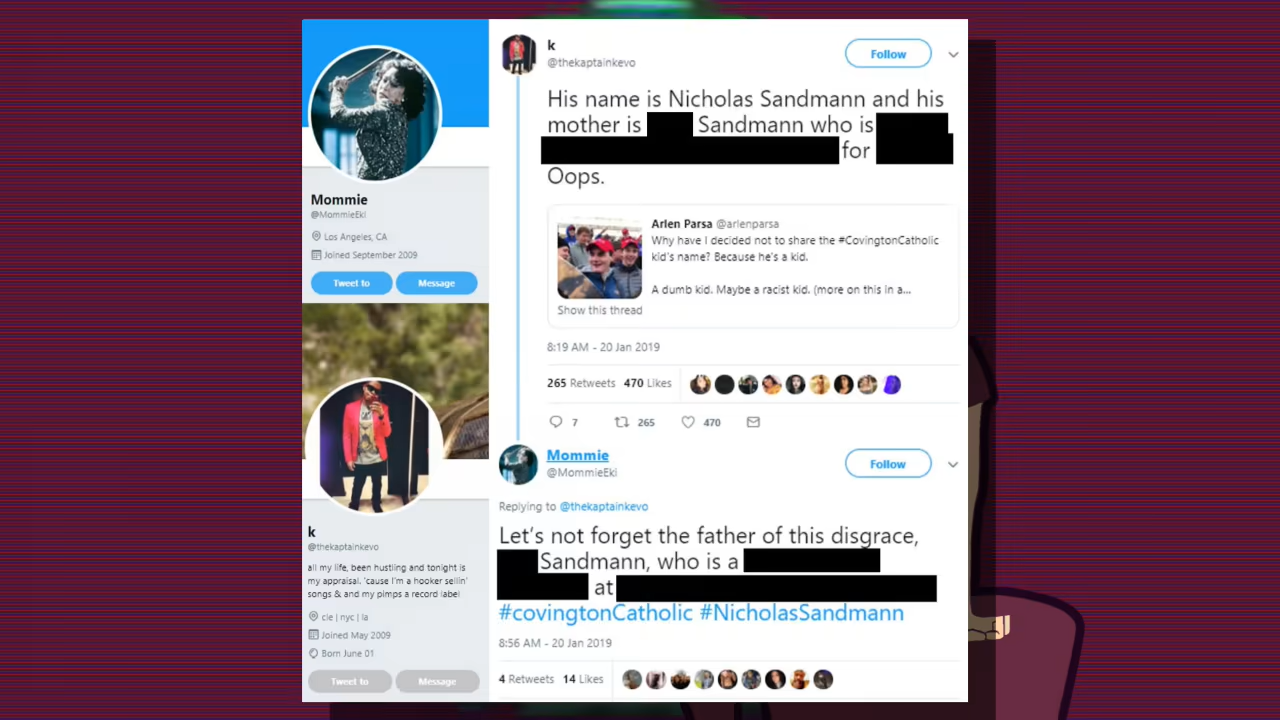 Mommie
@MommieEki
Los Angeles, CA
Joined September 2009
Tweet to
Message
k
@thekaptainkevo
all my life, been hustling and tonight is
my appraisal. 'cause I'm a hooker sellin'
songs & and my pimps a record label
cle | nyc | la
Joined May 2009
Born June 01
Tweet to
Message
k
@thekaptainkevo
Follow
His name is Nicholas Sandmann and his
mother is Sandmann who is
for
Oops.
Arlen Parsa @arlenparsa
Why have I decided not to share the #CovingtonCatholic
kid's name? Because he's a kid.
A dumb kid. Maybe a racist kid. (more on this in a...
Show this thread
8:19 AM - 20 Jan 2019
265 Retweets 470 Likes
7 265 470
Mommie
@MommieEki
Follow
Replying to @thekaptainkevo
Let's not forget the father of this disgrace,
Sandmann, who is a
at
#covingtonCatholic #NicholasSandmann
8:56 AM - 20 Jan 2019
4 Retweets 14 Likes